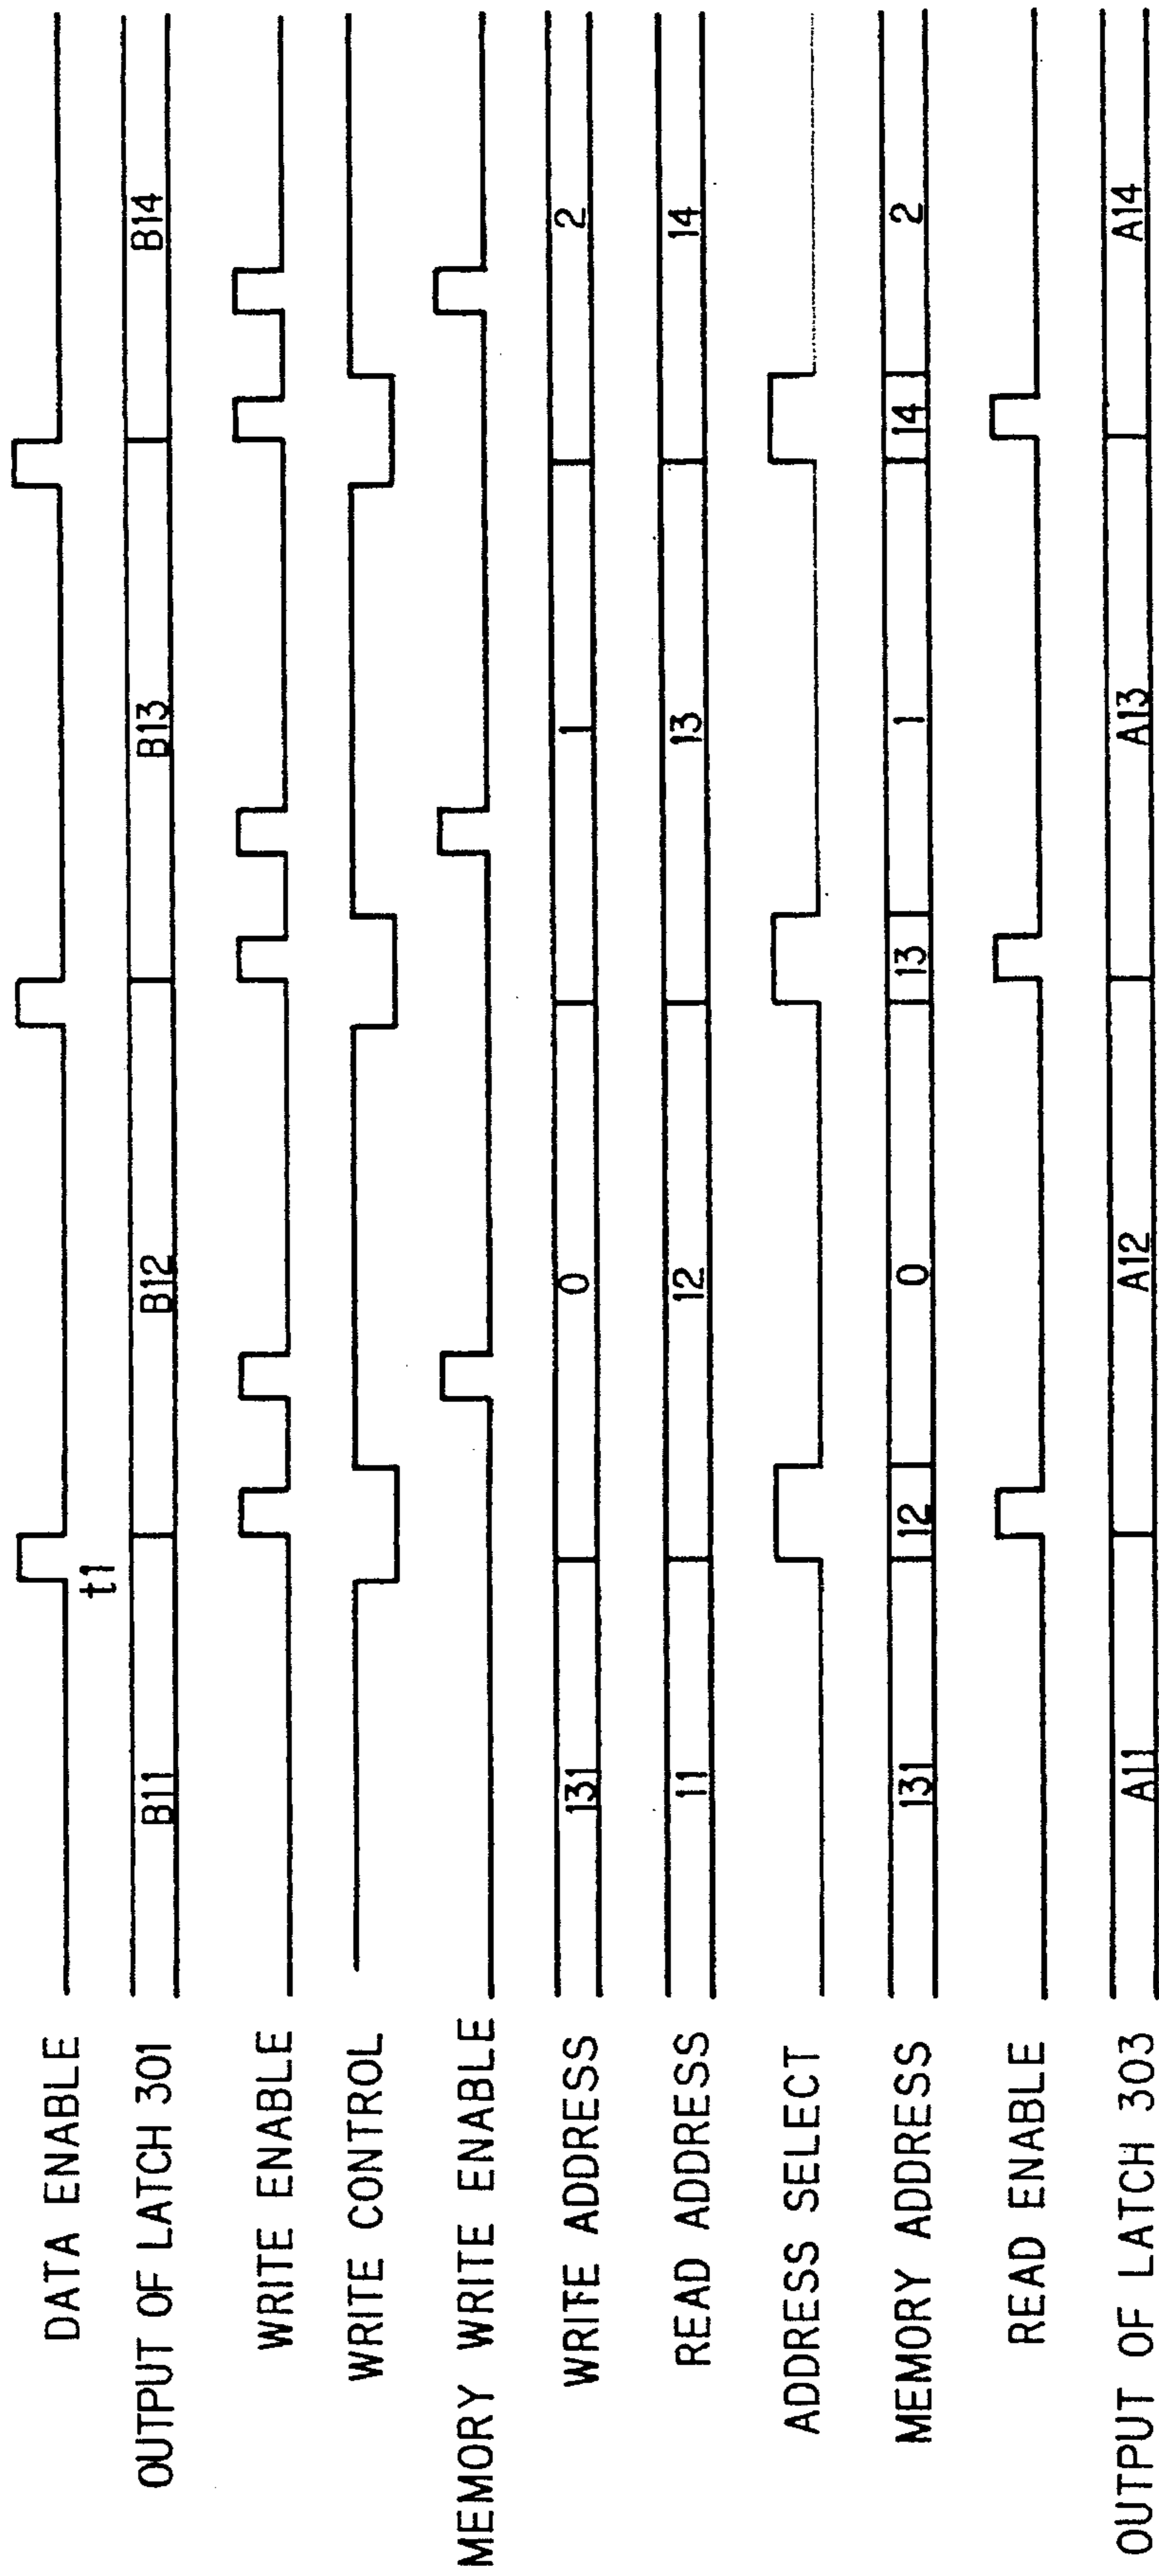 DATA ENABLE
t1
OUTPUT OF LATCH 301 B11 B12 B13 B14
WRITE ENABLE
WRITE CONTROL
MEMORY WRITE ENABLE
WRITE ADDRESS 131 0 1 2
READ ADDRESS 11 12 13 14
ADDRESS SELECT
MEMORY ADDRESS 131 12 0 13 1 14 2
READ ENABLE
OUTPUT OF LATCH 303 A11 A12 A13 A14